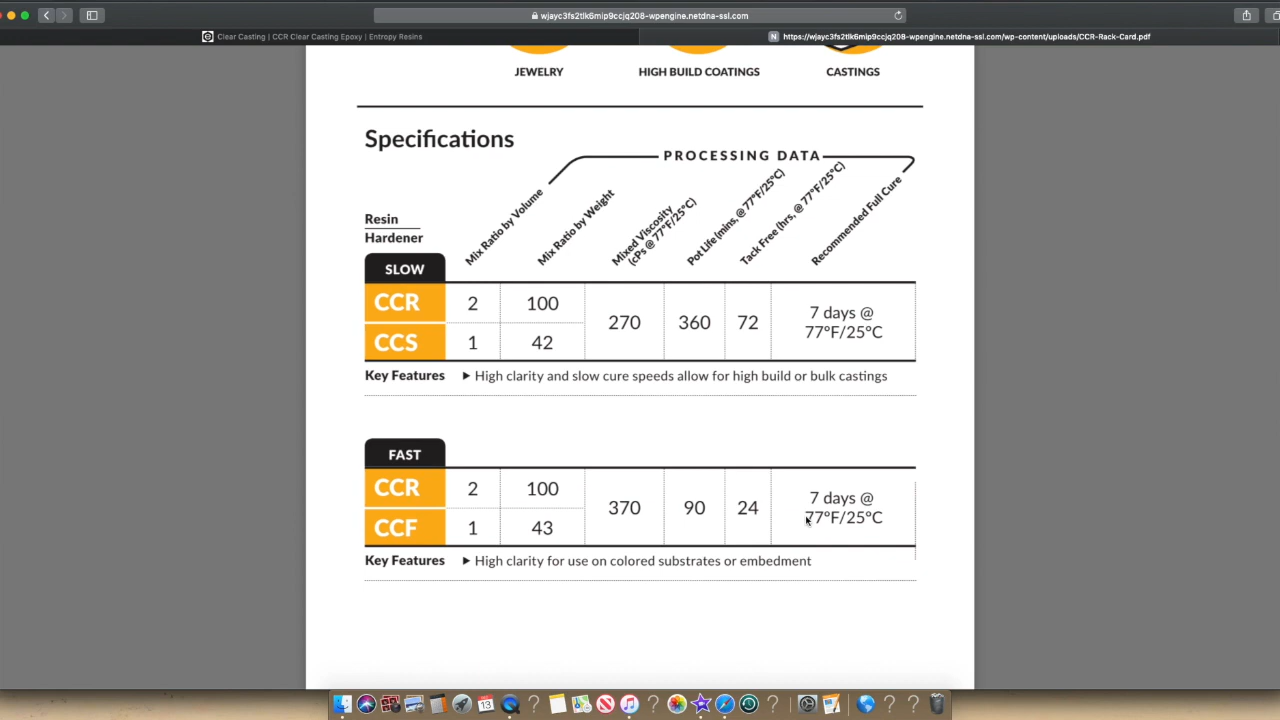 wjayc3fs2tlk6mip9ccjq208-wpengine.netdna-ssl.com
Clear Casting | CCR Clear Casting Epoxy | Entropy Resins
N https://wjayc3fs2tlk6mip9ccjq208-wpengine.netdna-ssl.com/wp-content/uploads/CCR-Rack-Card.pdf
JEWELRY HIGH BUILD COATINGS CASTINGS
Specifications
PROCESSING DATA
Resin
Hardener
Mix Ratio by Volume
Mix Ratio by Weight
Mixed Viscosity
(cPs @ 77°F/25°C)
Pot Life (mins, @ 77°F/25°C)
Tack Free (hrs, @ 77°F/25°C)
Recommended Full Cure
SLOW
CCR 2 100
CCS 1 42
270 360 72
7 days @
77°F/25°C
Key Features ► High clarity and slow cure speeds allow for high build or bulk castings
FAST
CCR 2 100
CCF 1 43
370 90 24
7 days @
77°F/25°C
Key Features ► High clarity for use on colored substrates or embedment
13
? ? ? ? ?